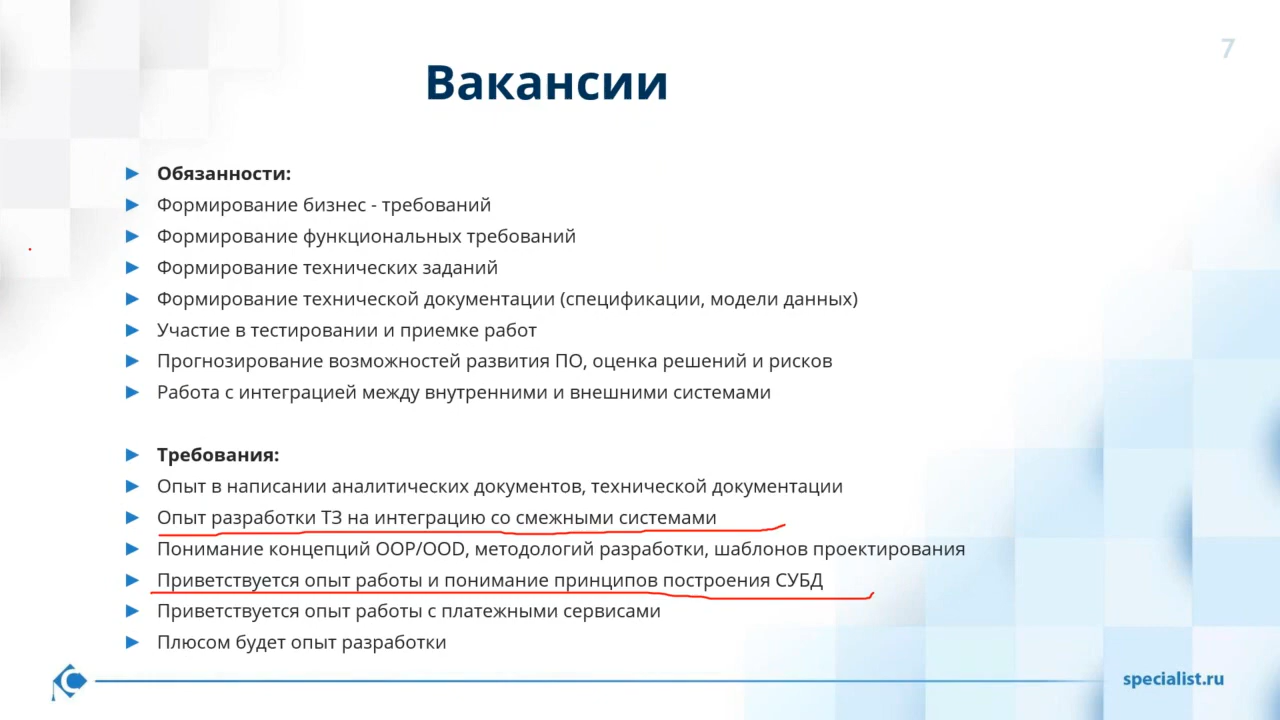 7
Вакансии
Обязанности:
Формирование бизнес - требований
Формирование функциональных требований
Формирование технических заданий
Формирование технической документации (спецификации, модели данных)
Участие в тестировании и приемке работ
Прогнозирование возможностей развития ПО, оценка решений и рисков
Работа с интеграцией между внутренними и внешними системами
Требования:
Опыт в написании аналитических документов, технической документации
Опыт разработки ТЗ на интеграцию со смежными системами
Понимание концепций OOP/OOD, методологий разработки, шаблонов проектирования
Приветствуется опыт работы и понимание принципов построения СУБД
Приветствуется опыт работы с платежными сервисами
Плюсом будет опыт разработки
specialist.ru